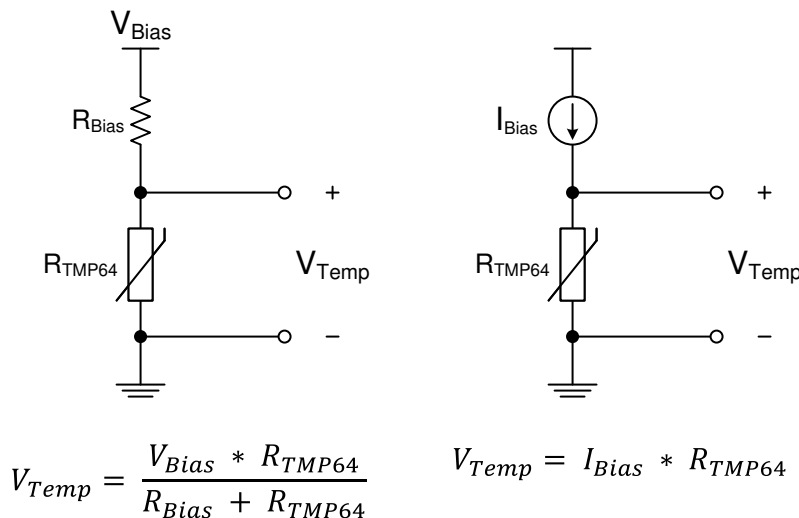 V_Bias
R_Bias
+
R_TMP64
V_Temp
−
I_Bias
+
R_TMP64
V_Temp
−
V_Temp = V_Bias * R_TMP64 / R_Bias + R_TMP64
V_Temp = I_Bias * R_TMP64